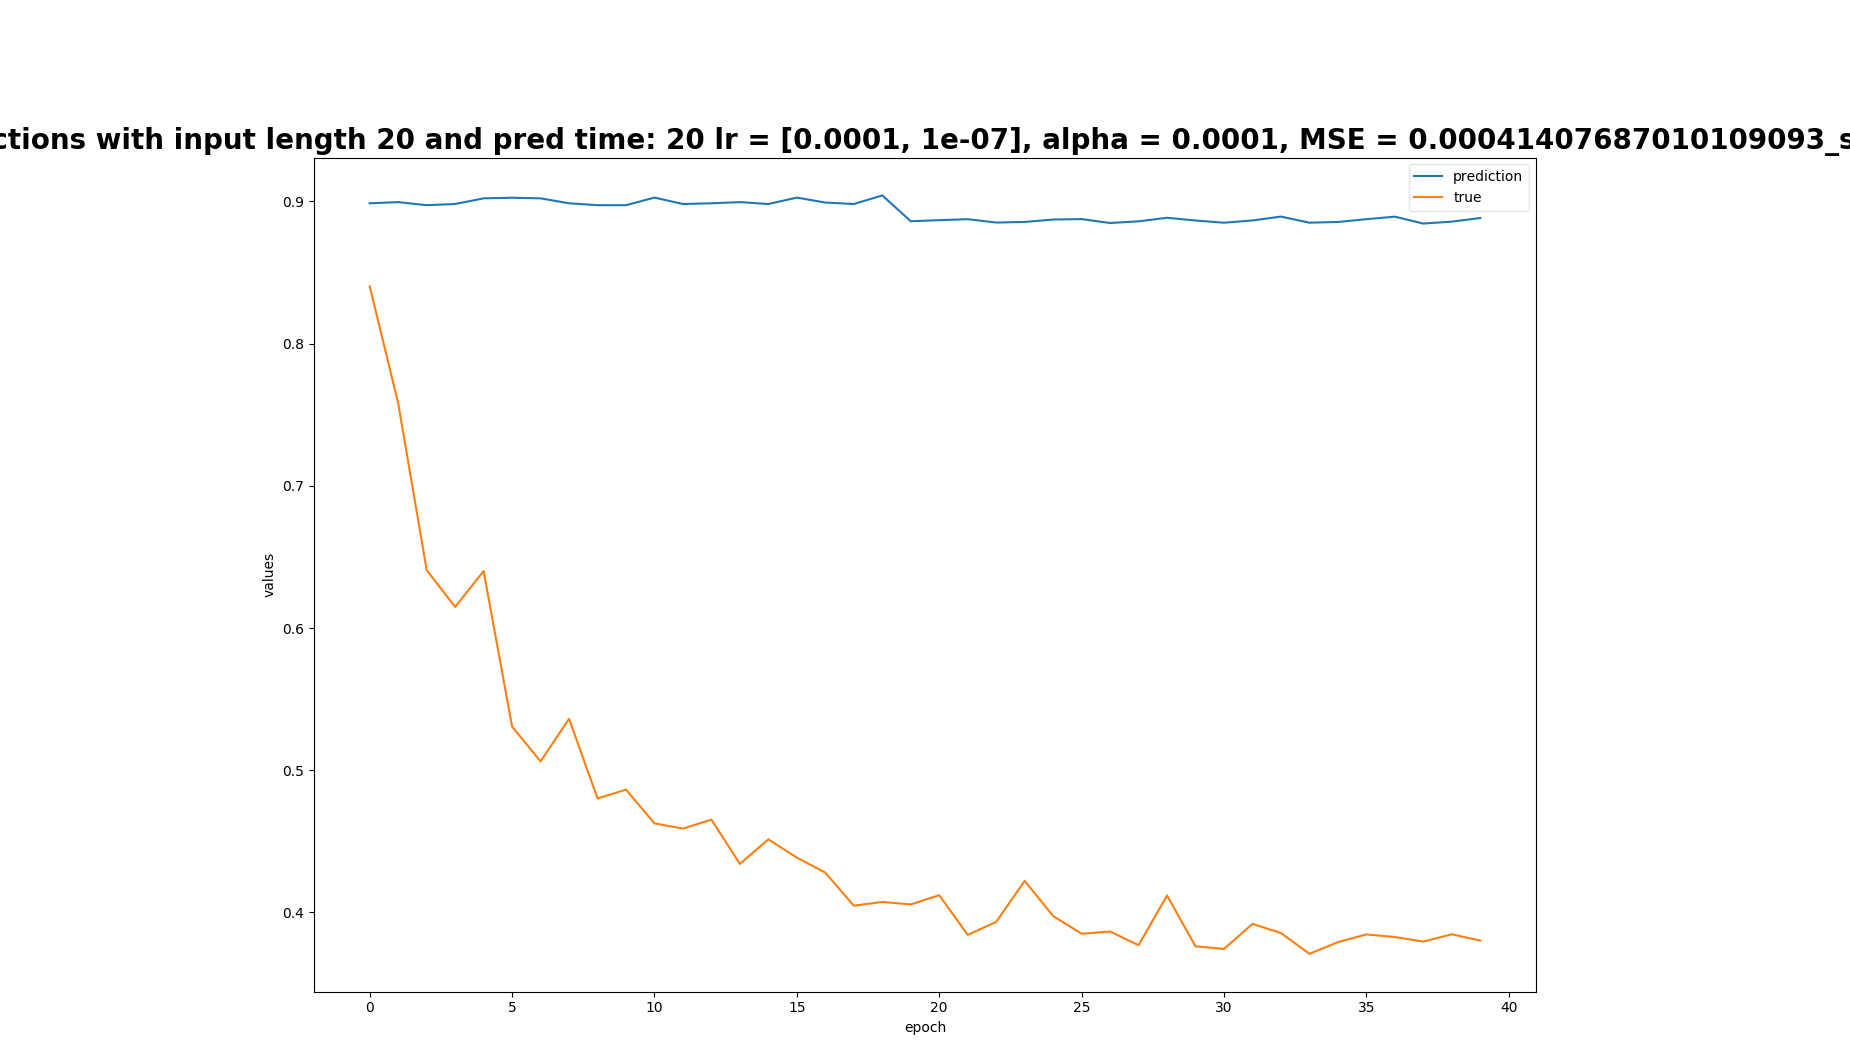 with input length 20 and pred time: 20 lr = [0.0001, 1e-07], alpha = 0.0001, MSE = 0.00041407687010109093_s
prediction
true
0.9
0.8
0.7
0.6
0.5
0.4
values
0 5 10 15 20 25 30 35 40
epoch